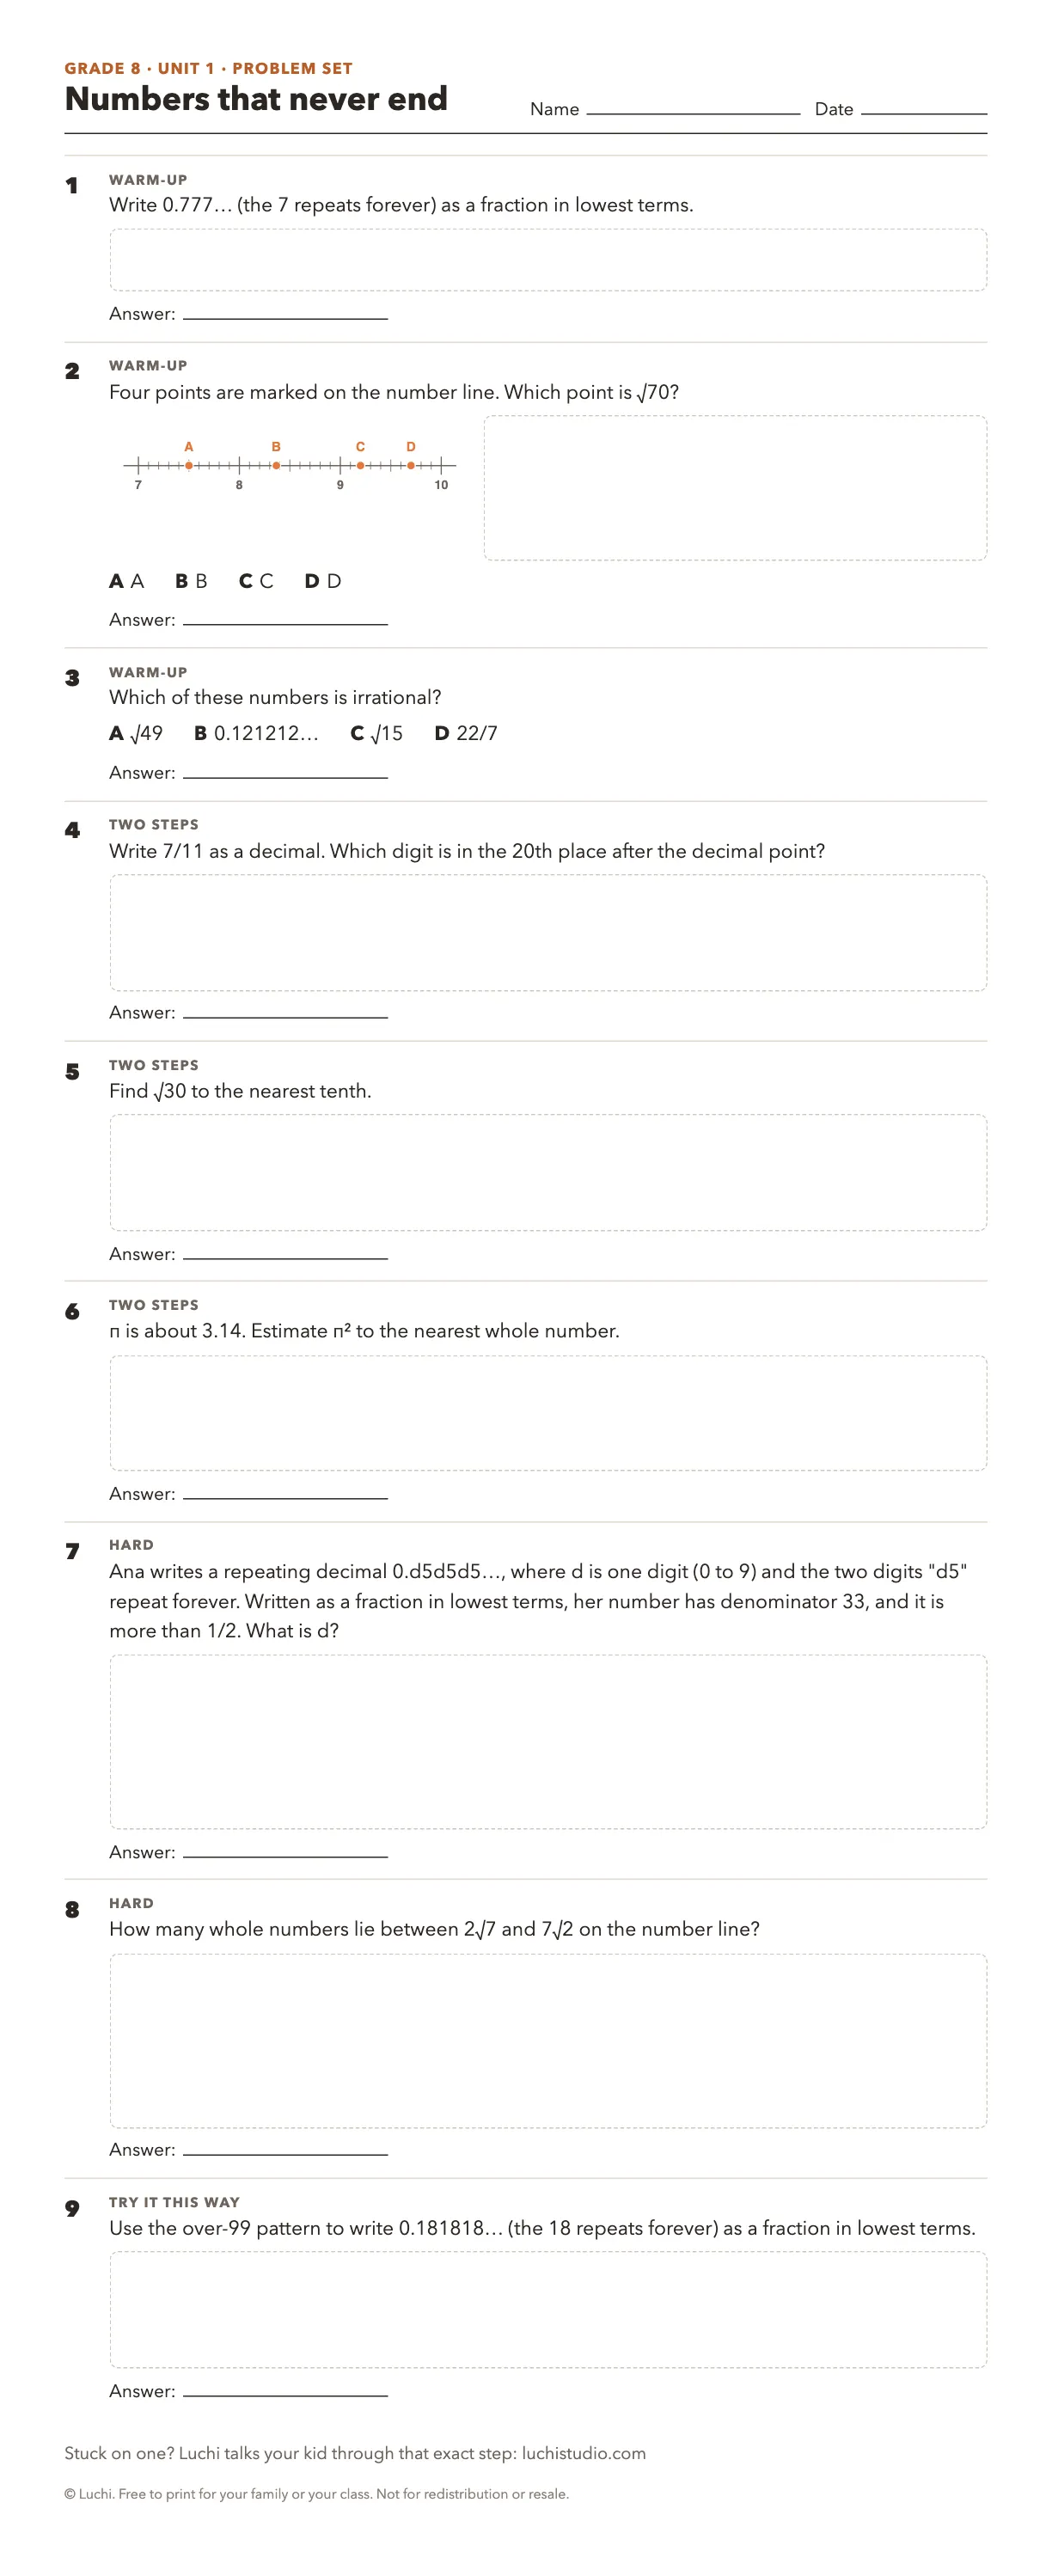 GRADE 8 · UNIT 1 · PROBLEM SET
Numbers that never end
Name Date
1
WARM-UP
Write 0.777… (the 7 repeats forever) as a fraction in lowest terms.
Answer:
2
WARM-UP
Four points are marked on the number line. Which point is √70?
A B C D
7 8 9 10
A A B B C C D D
Answer:
3
WARM-UP
Which of these numbers is irrational?
A √49 B 0.121212… C √15 D 22/7
Answer:
4
TWO STEPS
Write 7/11 as a decimal. Which digit is in the 20th place after the decimal point?
Answer:
5
TWO STEPS
Find √30 to the nearest tenth.
Answer:
6
TWO STEPS
π is about 3.14. Estimate π² to the nearest whole number.
Answer:
7
HARD
Ana writes a repeating decimal 0.d5d5d5…, where d is one digit (0 to 9) and the two digits "d5"
repeat forever. Written as a fraction in lowest terms, her number has denominator 33, and it is
more than 1/2. What is d?
Answer:
8
HARD
How many whole numbers lie between 2√7 and 7√2 on the number line?
Answer:
9
TRY IT THIS WAY
Use the over-99 pattern to write 0.181818… (the 18 repeats forever) as a fraction in lowest terms.
Answer:
Stuck on one? Luchi talks your kid through that exact step: luchistudio.com
© Luchi. Free to print for your family or your class. Not for redistribution or resale.